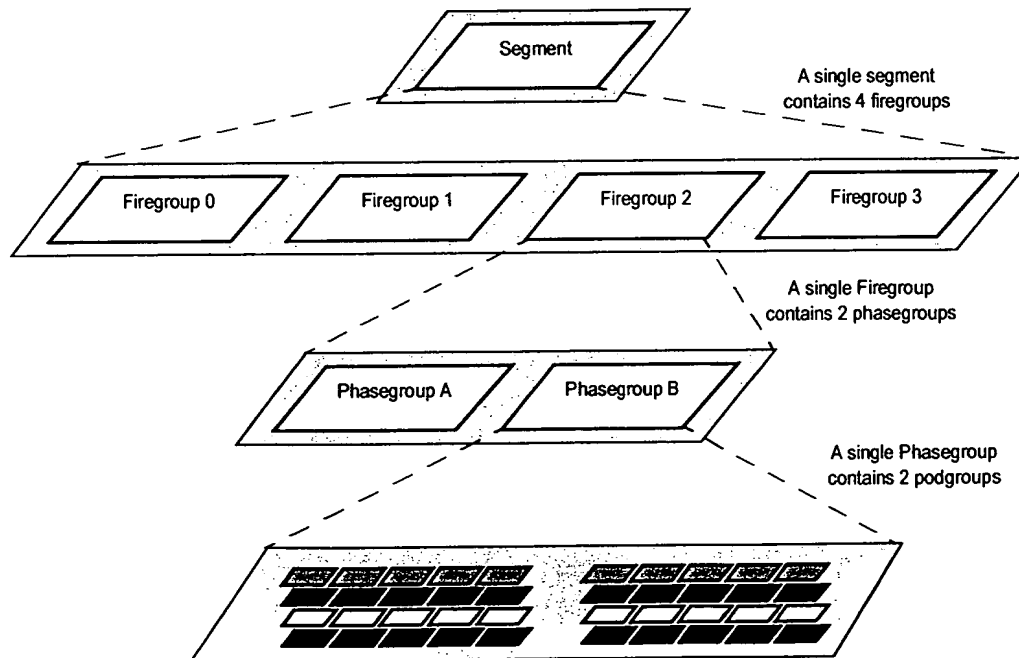 Segment
A single segment
contains 4 firegroups
Firegroup 0
Firegroup 1
Firegroup 2
Firegroup 3
A single Firegroup
contains 2 phasegroups
Phasegroup A
Phasegroup B
A single Phasegroup
contains 2 podgroups